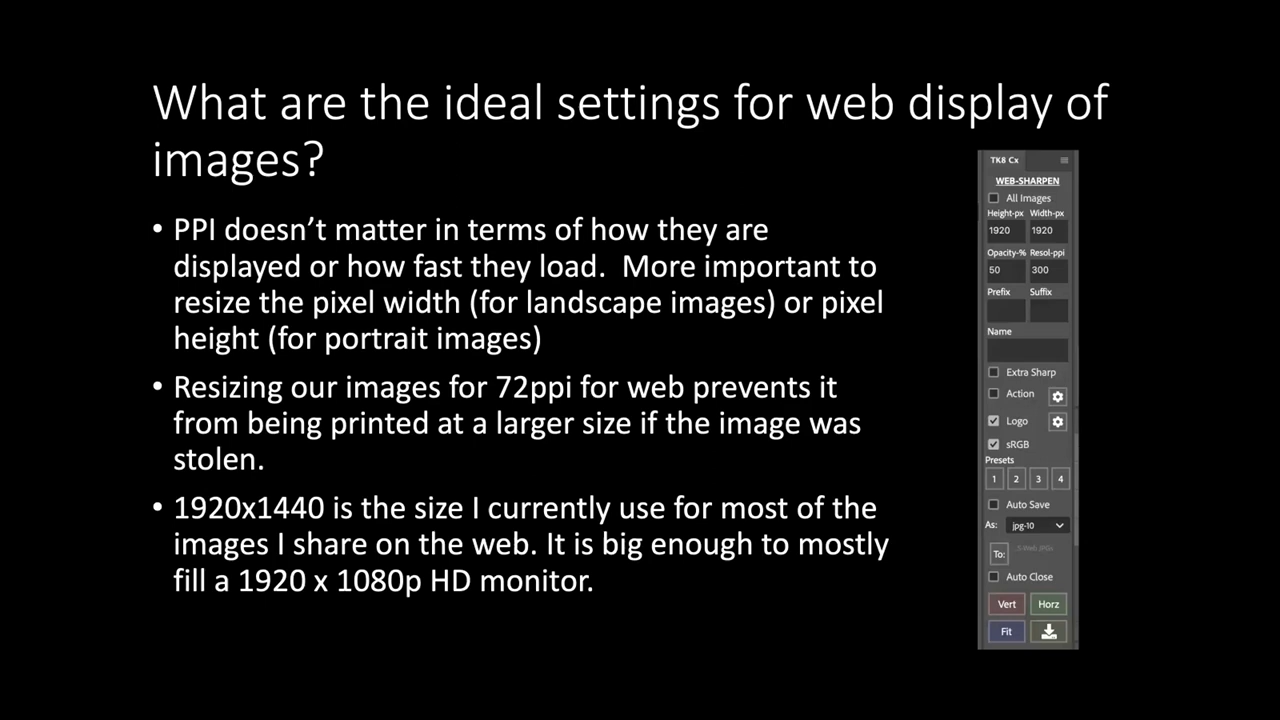 What are the ideal settings for web display of
images?
• PPI doesn’t matter in terms of how they are
displayed or how fast they load.  More important to
resize the pixel width (for landscape images) or pixel
height (for portrait images)
• Resizing our images for 72ppi for web prevents it
from being printed at a larger size if the image was
stolen.
• 1920x1440 is the size I currently use for most of the
images I share on the web. It is big enough to mostly
fill a 1920 x 1080p HD monitor.
TK8 Cx
WEB-SHARPEN
All Images
Height-px Width-px
1920 1920
Opacity-% Resol-ppi
50 300
Prefix Suffix
Name
Extra Sharp
Action
Logo
sRGB
Presets
1 2 3 4
Auto Save
As: jpg-10
To:
Auto Close
Vert Horz
Fit